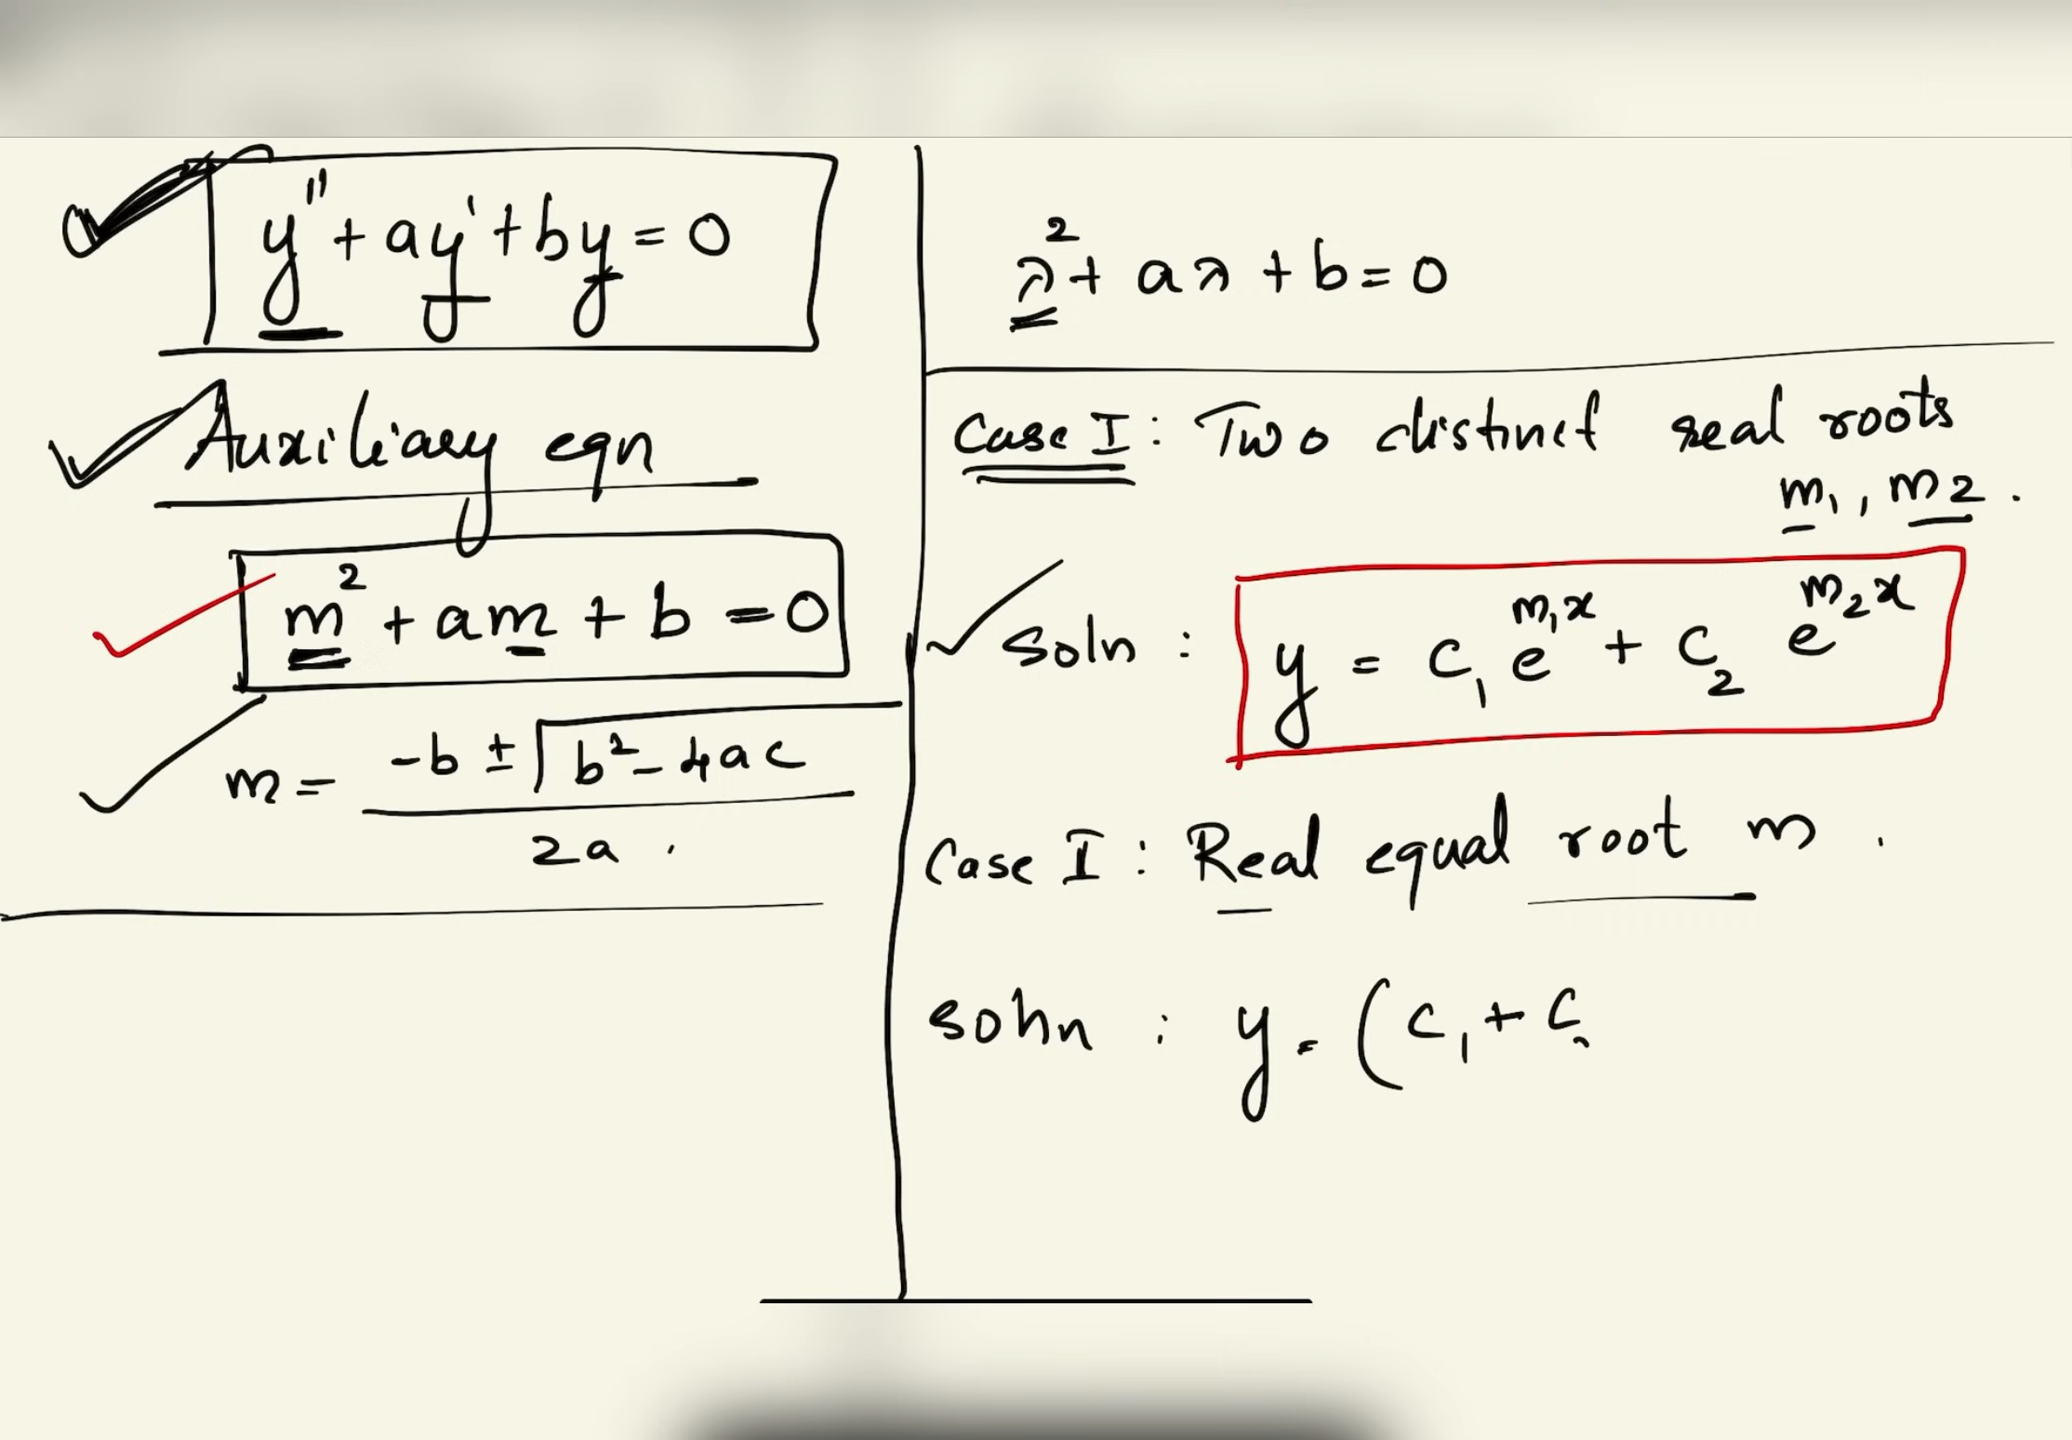 y'' + ay' + by = 0
Auxiliary eqn
m² + am + b = 0
m = -b ± √b² - 4ac
2a .
λ² + aλ + b = 0
Case I : Two distinct real roots
m₁ , m₂ .
Soln : y = c₁ e^m₁x + c₂ e^m₂x
Case I : Real equal root m .
Sohn : y = (c₁ + c